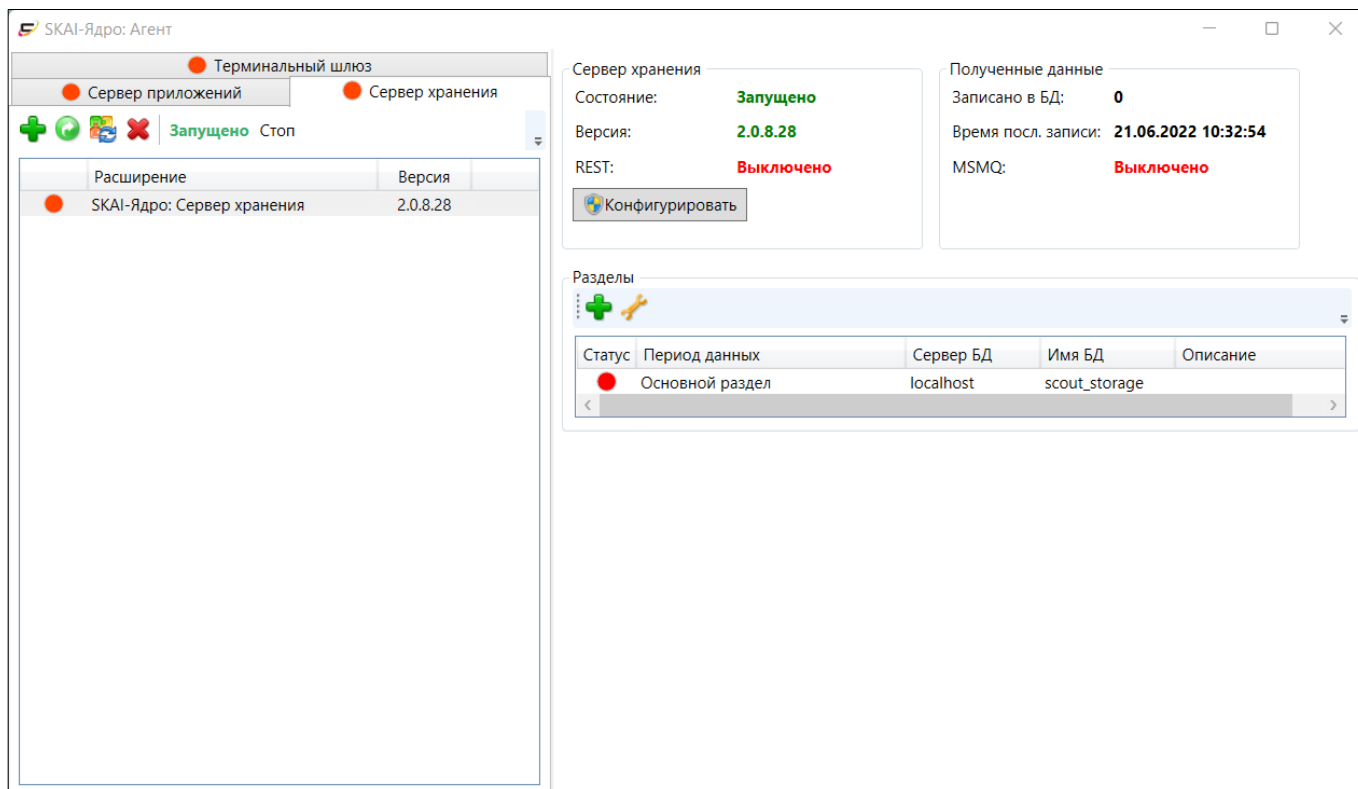 SKAI-Ядро: Агент
Терминальный шлюз
Сервер приложений
Сервер хранения
Запущено Стоп
Расширение Версия
SKAI-Ядро: Сервер хранения 2.0.8.28
Сервер хранения
Состояние: Запущено
Версия: 2.0.8.28
REST: Выключено
Конфигурировать
Полученные данные
Записано в БД: 0
Время посл. записи: 21.06.2022 10:32:54
MSMQ: Выключено
Разделы
Статус Период данных Сервер БД Имя БД Описание
Основной раздел localhost scout_storage